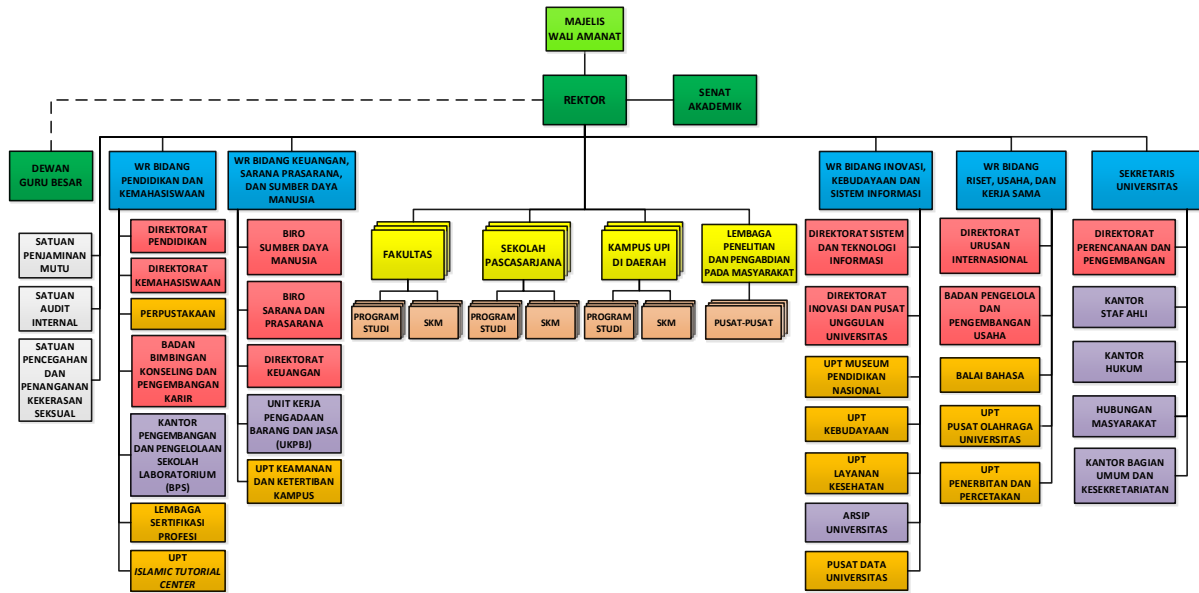 MAJELIS
WALI AMANAT
REKTOR
SENAT
AKADEMIK
DEWAN
GURU BESAR
SATUAN
PENJAMINAN
MUTU
SATUAN
AUDIT
INTERNAL
SATUAN
PENCEGAHAN
DAN
PENANGANAN
KEKERASAN
SEKSUAL
WR BIDANG
PENDIDIKAN DAN
KEMAHASISWAAN
DIREKTORAT
PENDIDIKAN
DIREKTORAT
KEMAHASISWAAN
PERPUSTAKAAN
BADAN
BIMBINGAN
KONSELING DAN
PENGEMBANGAN
KARIR
KANTOR
PENGEMBANGAN
DAN PENGELOLAAN
SEKOLAH
LABORATORIUM
(BPS)
LEMBAGA
SERTIFIKASI
PROFESI
UPT
ISLAMIC TUTORIAL
CENTER
WR BIDANG KEUANGAN,
SARANA PRASARANA,
DAN SUMBER DAYA
MANUSIA
BIRO
SUMBER DAYA
MANUSIA
BIRO
SARANA DAN
PRASARANA
DIREKTORAT
KEUANGAN
UNIT KERJA
PENGADAAN
BARANG DAN JASA
(UKPBJ)
UPT KEAMANAN
DAN KETERTIBAN
KAMPUS
FAKULTAS
PROGRAM
STUDI
SKM
SEKOLAH
PASCASARJANA
PROGRAM
STUDI
SKM
KAMPUS UPI
DI DAERAH
PROGRAM
STUDI
SKM
LEMBAGA
PENELITIAN
DAN PENGABDIAN
PADA MASYARAKAT
PUSAT-PUSAT
WR BIDANG INOVASI,
KEBUDAYAAN DAN
SISTEM INFORMASI
DIREKTORAT SISTEM
DAN TEKNOLOGI
INFORMASI
DIREKTORAT
INOVASI DAN PUSAT
UNGGULAN
UNIVERSITAS
UPT MUSEUM
PENDIDIKAN
NASIONAL
UPT
KEBUDAYAAN
UPT
LAYANAN
KESEHATAN
ARSIP
UNIVERSITAS
PUSAT DATA
UNIVERSITAS
WR BIDANG
RISET, USAHA, DAN
KERJA SAMA
DIREKTORAT
URUSAN
INTERNASIONAL
BADAN PENGELOLA
DAN
PENGEMBANGAN
USAHA
BALAI BAHASA
UPT
PUSAT OLAHRAGA
UNIVERSITAS
UPT
PENERBITAN DAN
PERCETAKAN
SEKRETARIS
UNIVERSITAS
DIREKTORAT
PERENCANAAN DAN
PENGEMBANGAN
KANTOR
STAF AHLI
KANTOR
HUKUM
HUBUNGAN
MASYARAKAT
KANTOR BAGIAN
UMUM DAN
KESEKRETARIATAN